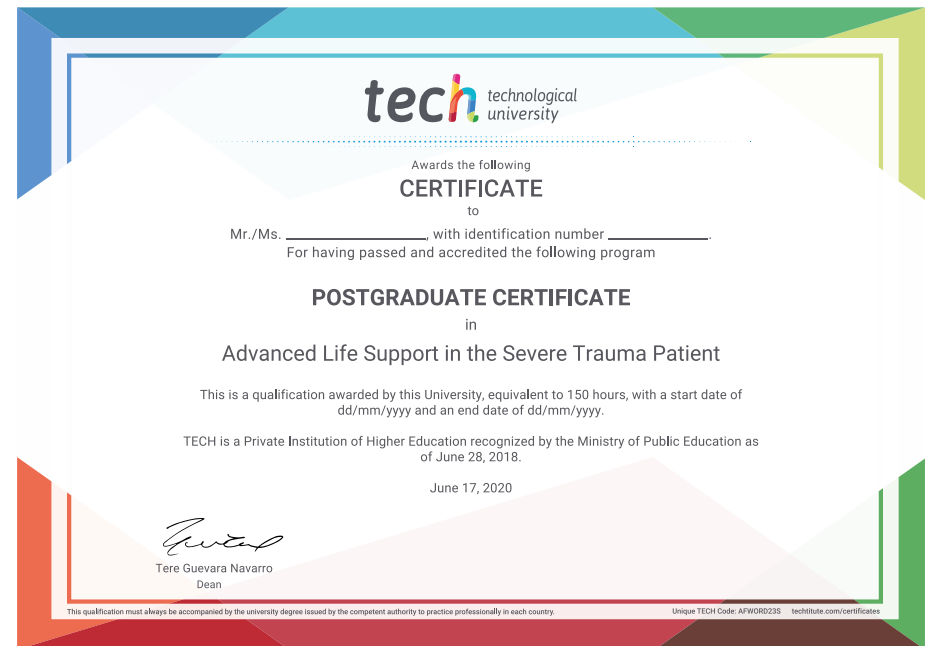 tech technological
university
Awards the following
CERTIFICATE
to
Mr./Ms. ____________________, with identification number ______________.
For having passed and accredited the following program
POSTGRADUATE CERTIFICATE
in
Advanced Life Support in the Severe Trauma Patient
This is a qualification awarded by this University, equivalent to 150 hours, with a start date of
dd/mm/yyyy and an end date of dd/mm/yyyy.
TECH is a Private Institution of Higher Education recognized by the Ministry of Public Education as
of June 28, 2018.
June 17, 2020
Tere Guevara Navarro
Dean
This qualification must always be accompanied by the university degree issued by the competent authority to practice professionally in each country. Unique TECH Code: AFWORD23S techtitute.com/certificates